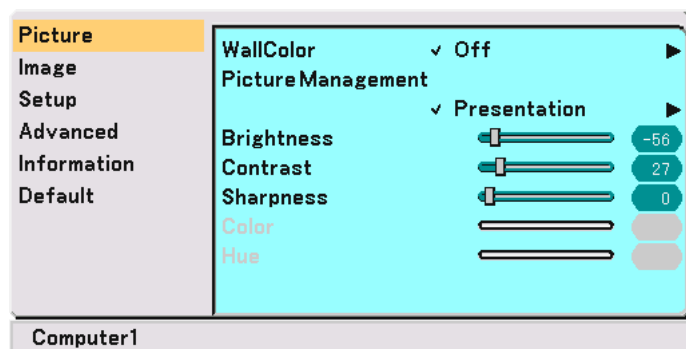 Picture
Image
Setup
Advanced
Information
Default
WallColor ✓ Off ▶
Picture Management
✓ Presentation ▶
Brightness -56
Contrast 27
Sharpness 0
Color
Hue
Computer1